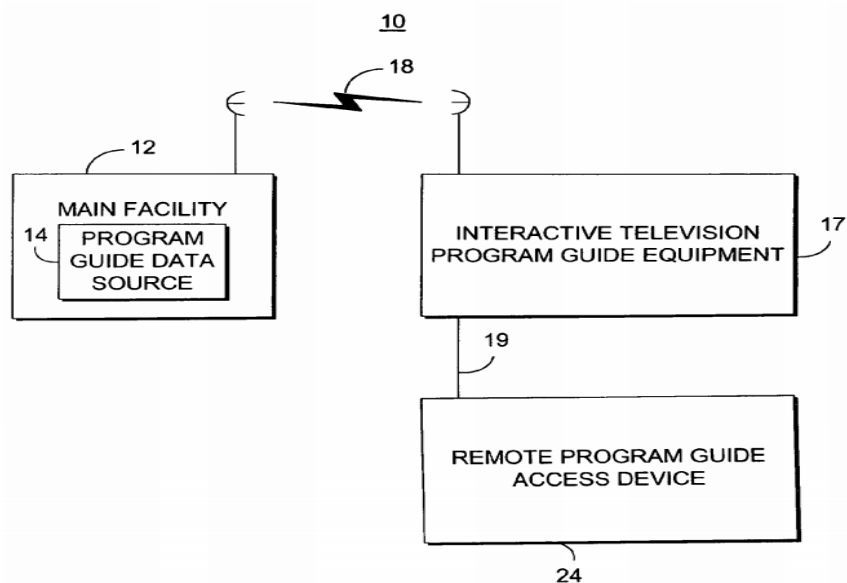 10
18
12
MAIN FACILITY
14
PROGRAM
GUIDE DATA
SOURCE
INTERACTIVE TELEVISION
PROGRAM GUIDE EQUIPMENT
17
19
REMOTE PROGRAM GUIDE
ACCESS DEVICE
24